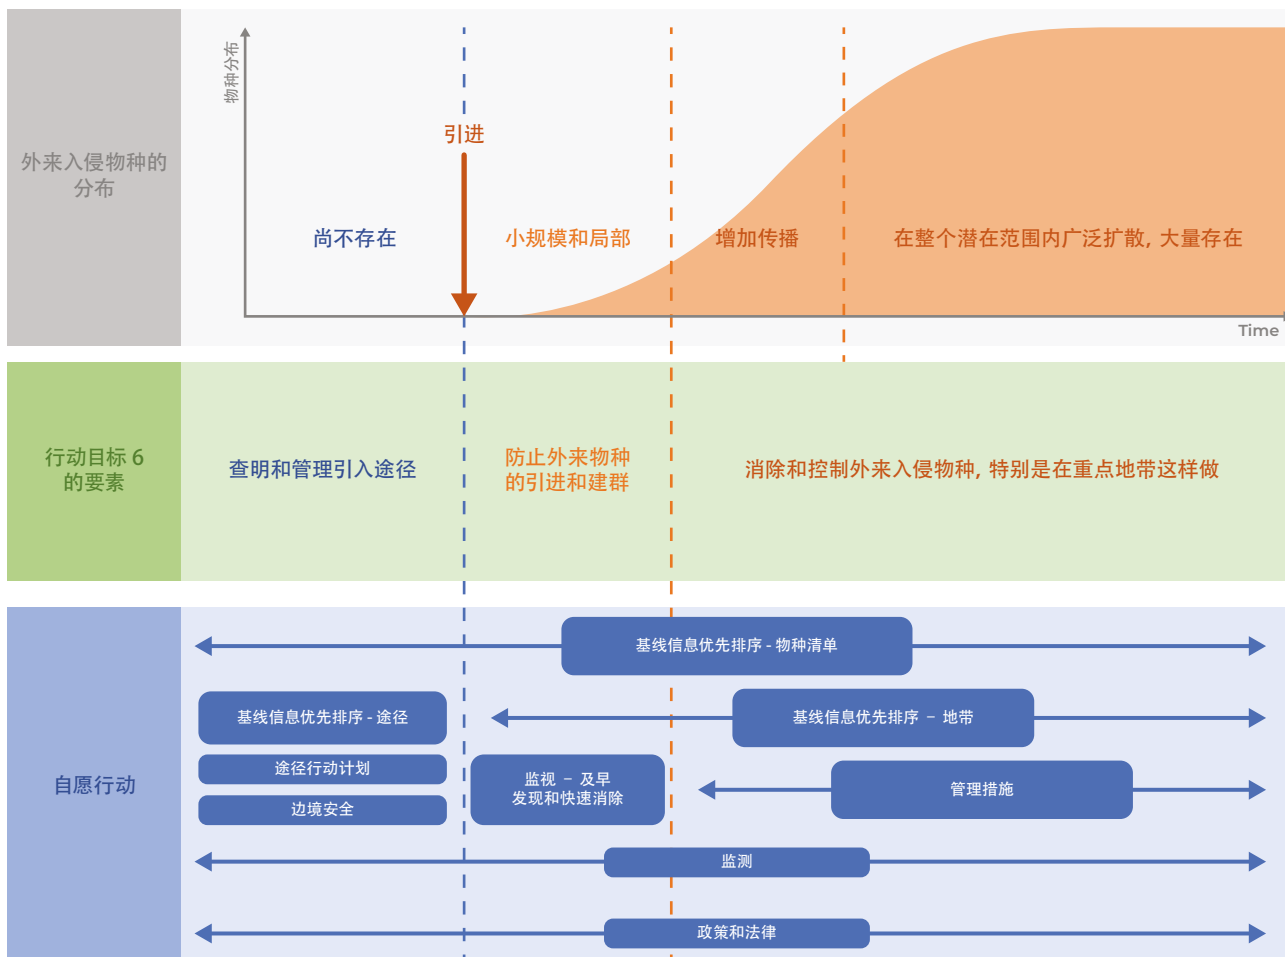 物种分布
引进
外来入侵物种的
分布
尚不存在
小规模和局部
增加传播
在整个潜在范围内广泛扩散, 大量存在
Time
行动目标 6
的要素
查明和管理引入途径
防止外来物种
的引进和建群
消除和控制外来入侵物种, 特别是在重点地带这样做
自愿行动
基线信息优先排序 - 物种清单
基线信息优先排序 - 途径
基线信息优先排序 – 地带
途径行动计划
边境安全
监视 – 及早
发现和快速消除
管理措施
监测
政策和法律